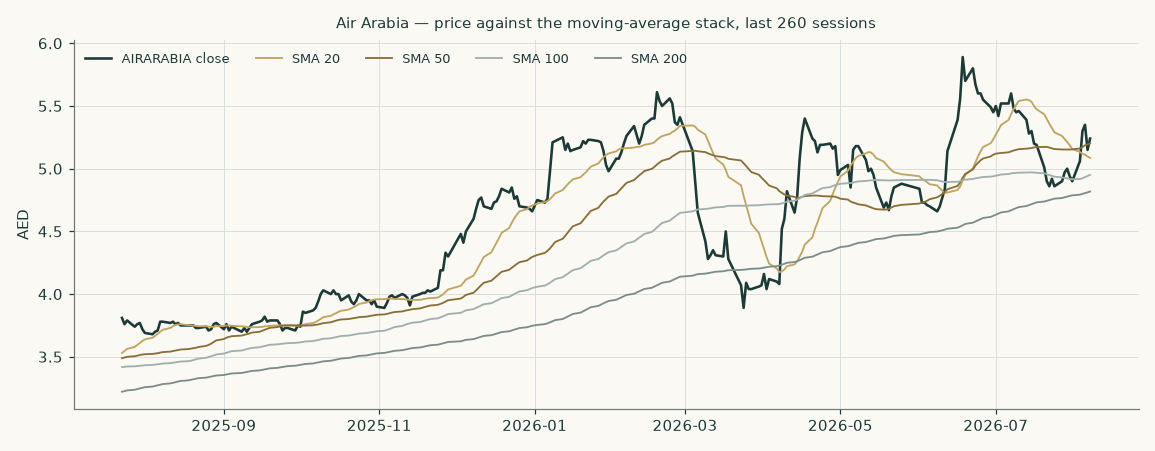 Air Arabia — price against the moving-average stack, last 260 sessions
AIRARABIA close
SMA 20
SMA 50
SMA 100
SMA 200
AED
6.0
5.5
5.0
4.5
4.0
3.5
2025-09
2025-11
2026-01
2026-03
2026-05
2026-07